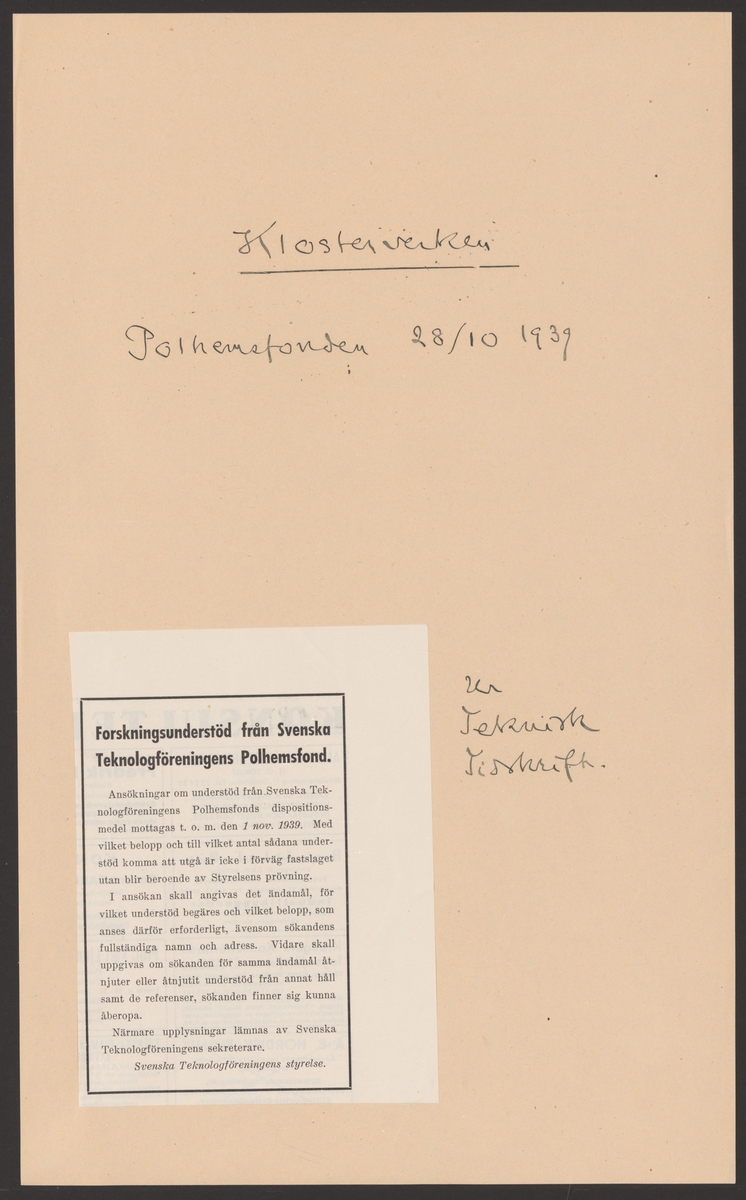 Klosterverken
Polhemsfonden 28/10 1939
Ur
Teknisk
Tidskrift.
Forskningsunderstöd från Svenska
Teknologföreningens Polhemsfond.
Ansökningar om understöd från Svenska Tek-
nologföreningens Polhemsfonds dispositions-
medel mottagas t. o. m. den 1 nov. 1939. Med
vilket belopp och till vilket antal sådana under-
stöd komma att utgå är icke i förväg fastslaget
utan blir beroende av Styrelsens prövning.
I ansökan skall angivas det ändamål, för
vilket understöd begäres och vilket belopp, som
anses därför erforderligt, ävensom sökandens
fullständiga namn och adress. Vidare skall
uppgivas om sökanden för samma ändamål åt-
njuter eller åtnjutit understöd från annat håll
samt de referenser, sökanden finner sig kunna
åberopa.
Närmare upplysningar lämnas av Svenska
Teknologföreningens sekreterare.
Svenska Teknologföreningens styrelse.